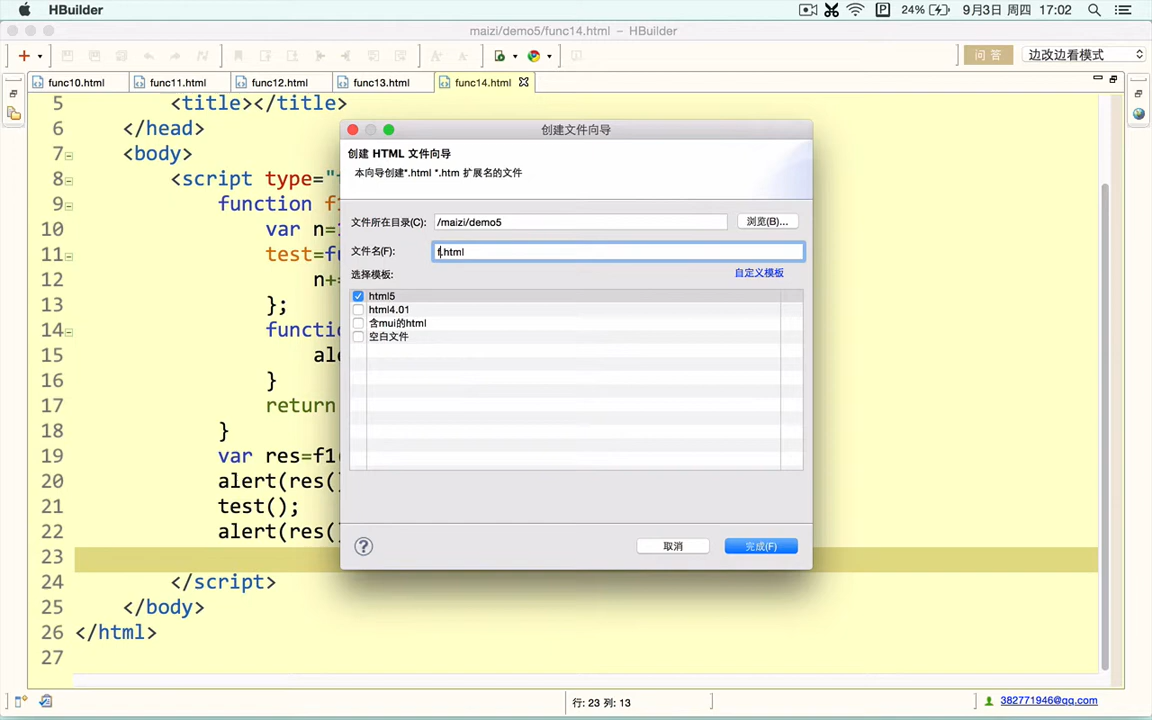 HBuilder
24%
9月3日 周四 17:02
maizi/demo5/func14.html — HBuilder
问 答
边改边看模式
func10.html
func11.html
func12.html
func13.html
func14.html
5 <title></title>
6 </head>
7 <body>
8 <script type="
9 function
10 var n=
11 test=
12 n+
13 };
14
15
16 }
17 return
18 }
19 var res=f1
20 alert(res(
21 test();
22 alert(res(
23
24 </script>
25 </body>
26 </html>
27
创建文件向导
创建 HTML 文件向导
本向导创建*.html *.htm 扩展名的文件
文件所在目录(C): /maizi/demo5 浏览(B)...
文件名(F): f.html
选择模板: 自定义模板
html5
html4.01
含mui的html
空白文件
?
取消
完成(F)
行: 23 列: 13
382771946@qq.com